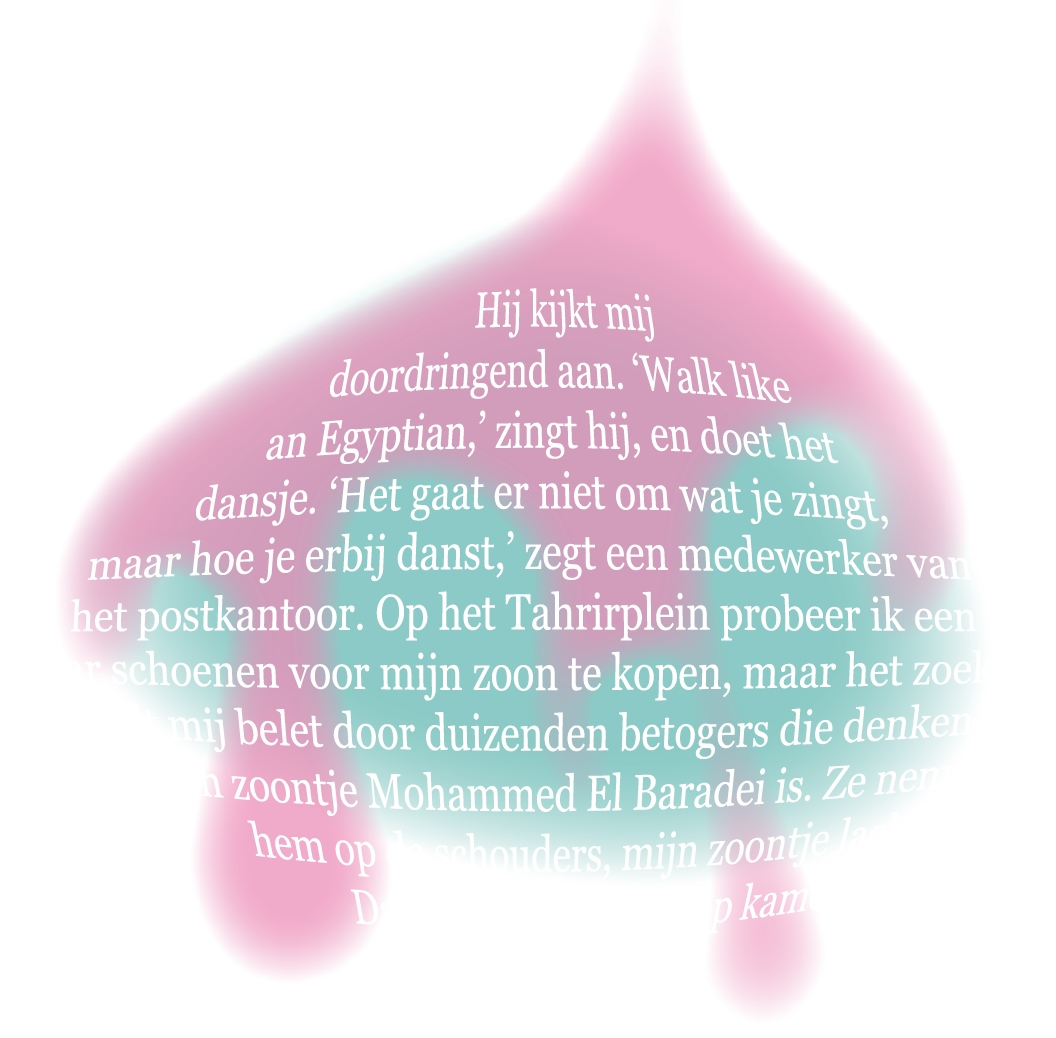 Hij kijkt mij
doordringend aan. ‘Walk like
an Egyptian,’ zingt hij, en doet het
dansje. ‘Het gaat er niet om wat je zingt,
maar hoe je erbij danst,’ zegt een medewerker van
het postkantoor. Op het Tahrirplein probeer ik een
schoenen voor mijn zoon te kopen, maar het
mij belet door duizenden betogers die denken
zoontje Mohammed El Baradei is. Ze
hem op de schouders, mijn zoontje